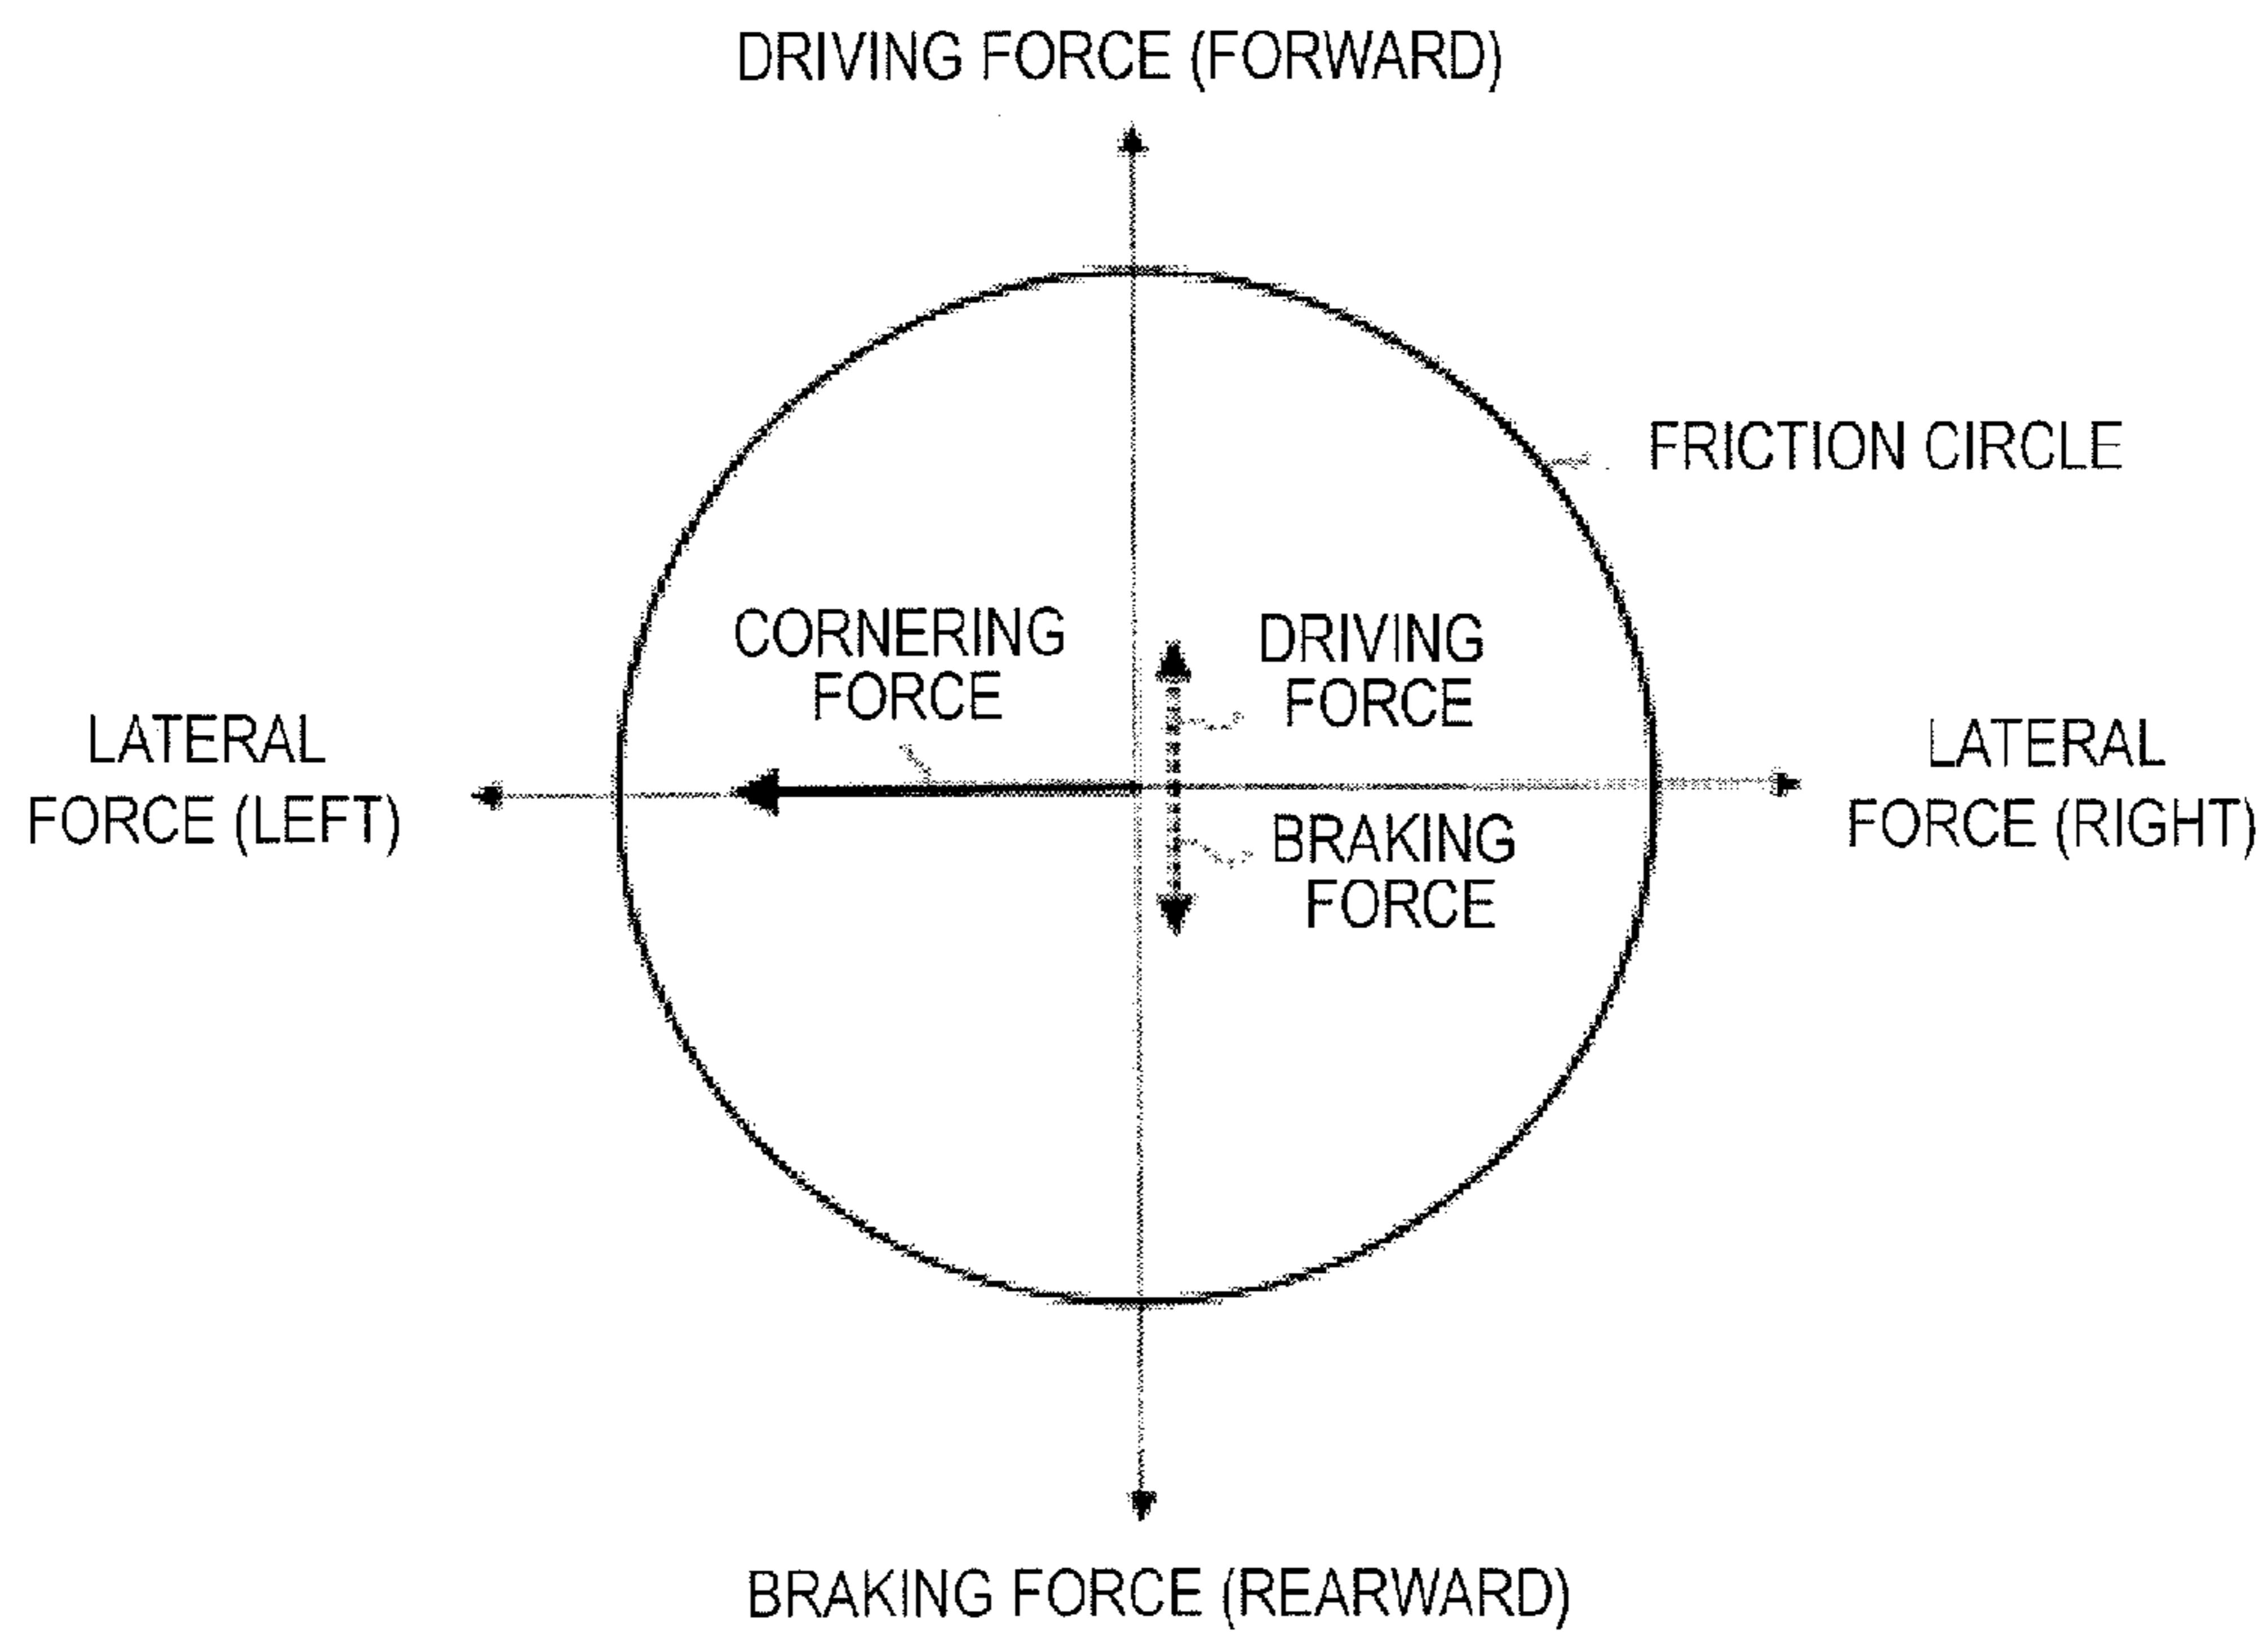 DRIVING FORCE (FORWARD)
FRICTION CIRCLE
CORNERING
FORCE
DRIVING
FORCE
LATERAL
FORCE (LEFT)
LATERAL
FORCE (RIGHT)
BRAKING
FORCE
BRAKING FORCE (REARWARD)